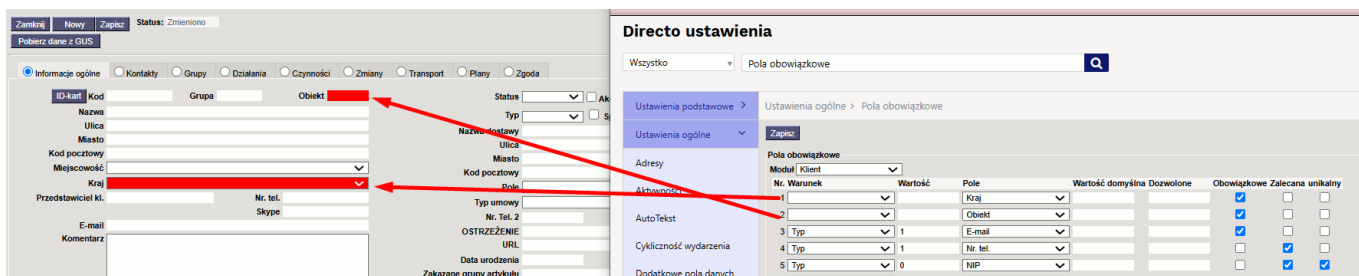 Zamknij Nowy Zapisz Status: Zmieniono
Pobierz dane z GUS
Informacje ogólne Kontakty Grupy Działania Czynności Zmiany Transport Plany Zgoda
ID-kart Kod Grupa Obiekt
Nazwa
Ulica
Miasto
Kod pocztowy
Miejscowość
Kraj
Przedstawiciel kl. Nr. tel.
Skype
E-mail
Komentarz
Status
Typ
Nazwa dostawy
Ulica
Miasto
Kod pocztowy
Pole
Typ umowy
Nr. Tel. 2
OSTRZEŻENIE
URL
Data urodzenia
Zakazane grupy artykułu
Directo ustawienia
Wszystko Pola obowiązkowe
Ustawienia podstawowe >
Ustawienia ogólne
Adresy
Aktywności
AutoTekst
Cykliczność wydarzenia
Dodatkowe pola danych
Ustawienia ogólne > Pola obowiązkowe
Zapisz
Pola obowiązkowe
Moduł Klient
Nr. Warunek Wartość Pole Wartość domyślna Dozwolone Obowiązkowe Zalecana unikalny
1 Kraj
2 Obiekt
3 Typ 1 E-mail
4 Typ 1 Nr. tel.
5 Typ 0 NIP